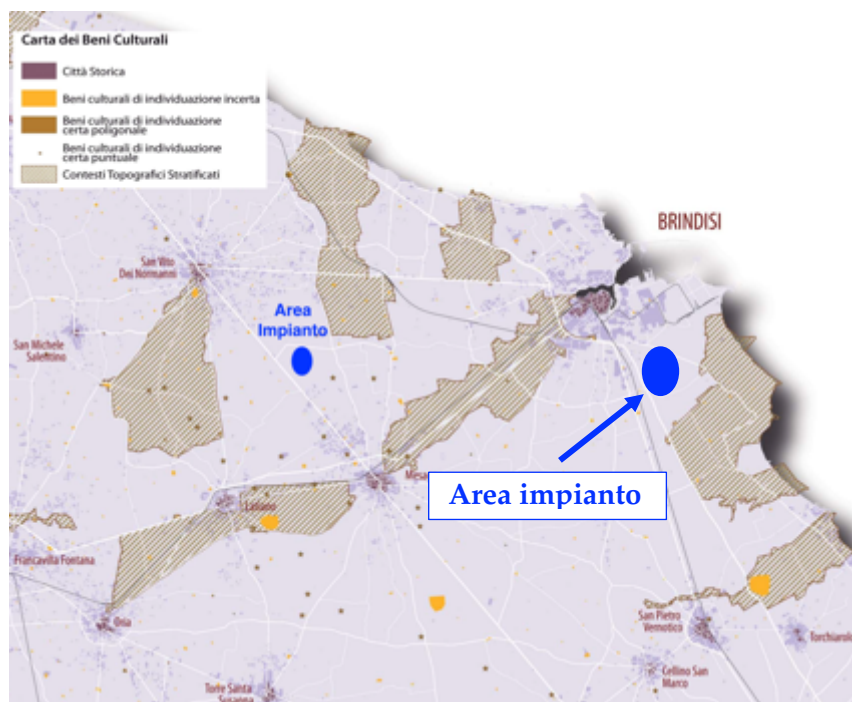 Carta dei Beni Culturali
Città Storica
Beni culturali di individuazione incerta
Beni culturali di individuazione
certa poligonale
Beni culturali di individuazione
certa puntuale
Contesti Topografici Stratificati
BRINDISI
San Vito
Dei Normanni
Area
Impianto
San Michele
Salentino
Mesa
Area impianto
Latiano
Francavilla Fontana
Oria
San Pietro
Vernotico
Torchiarolo
Cellino San
Marco
Torre Santa
Susanna